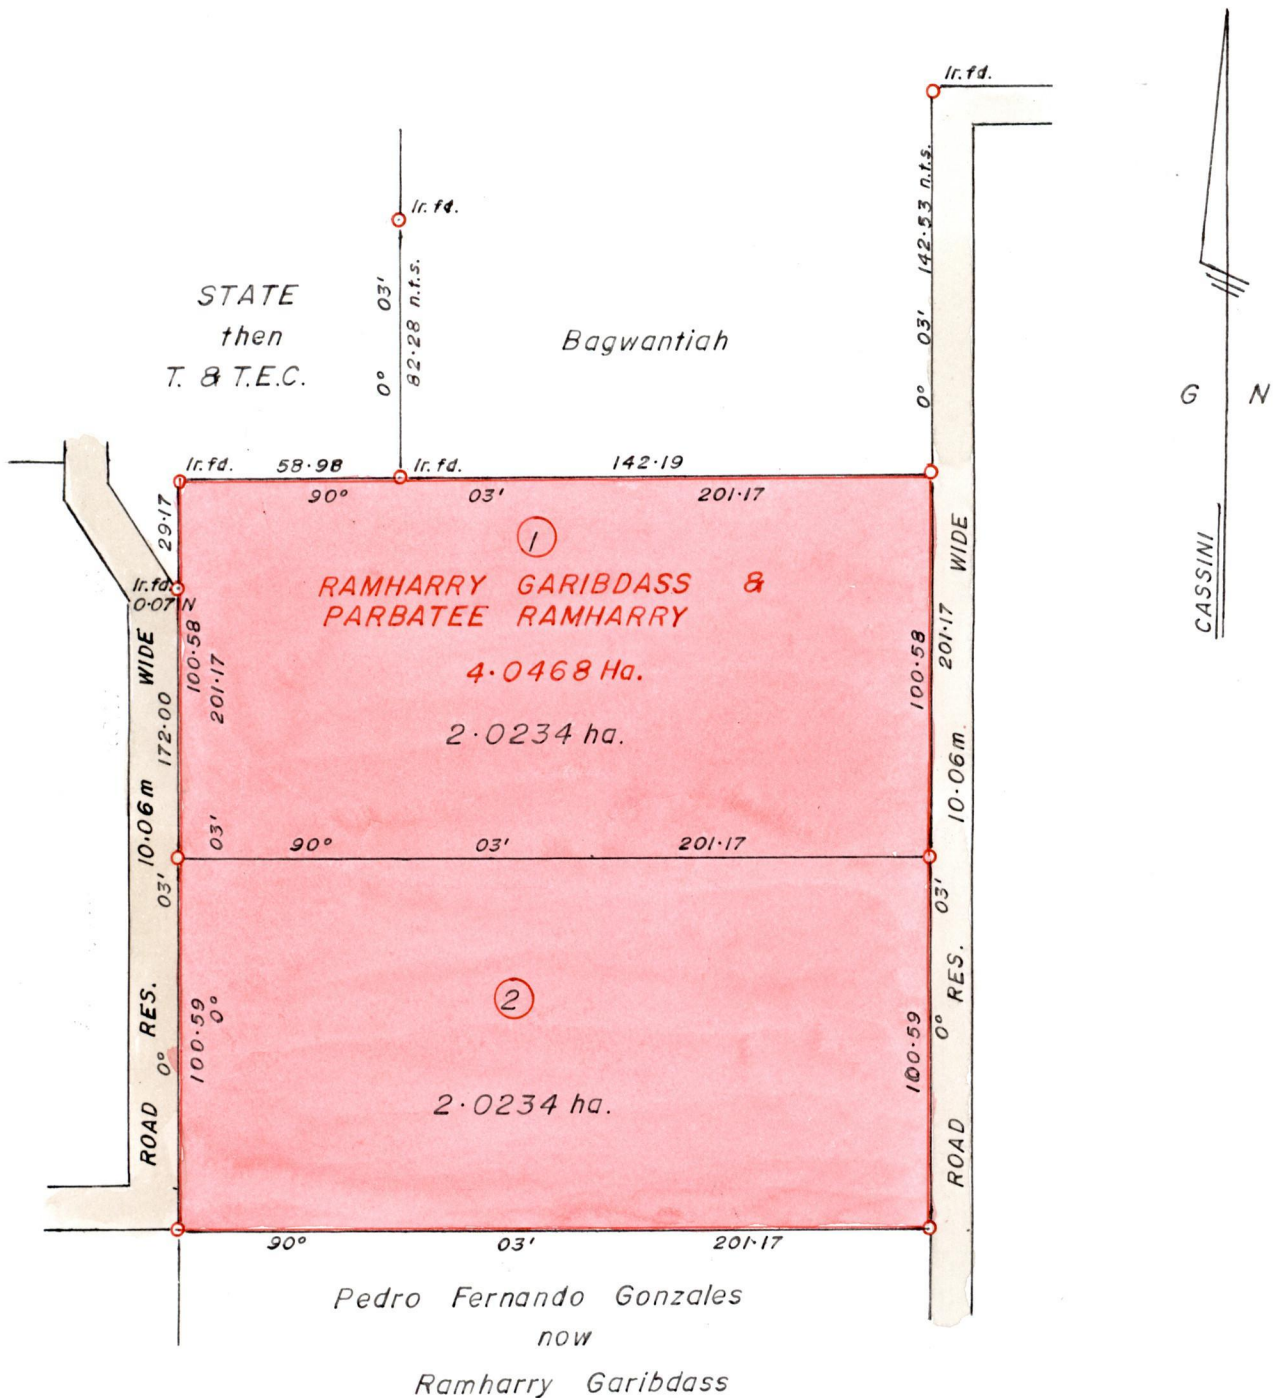 Ir. fd.
142·53 n.t.s.
0° 03'
Ir. fd.
0° 03'
82·28 n.t.s.
STATE
then
T. & T.E.C.
Bagwantiah
G N
CASSINI
Ir. fd. 58·98 Ir. fd. 142·19
90° 03' 201·17
29·17
1
RAMHARRY GARIBDASS &
PARBATEE RAMHARRY
4·0468 Ha.
2·0234 ha.
Ir. fd.
0·07 N
100·58
201·17
0° 03'
172·00
0° 03'
ROAD RES. 10·06m WIDE
100·58
201·17
0° 03'
ROAD RES. 10·06m. WIDE
90° 03' 201·17
2
2·0234 ha.
100·59
100·59
90° 03' 201·17
Pedro Fernando Gonzales
now
Ramharry Garibdass